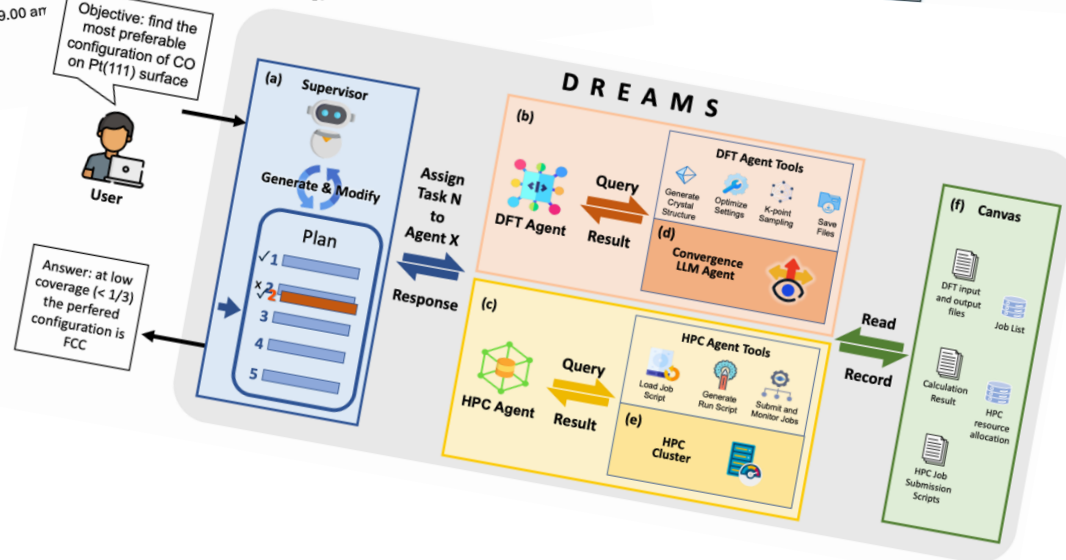 9.00 am
Objective: find the
most preferable
configuration of CO
on Pt(111) surface
User
Answer: at low
coverage (< 1/3)
the perfered
configuration is
FCC
DREAMS
(a)
Supervisor
Generate & Modify
Plan
✓1
x 2
✓2
3
4
5
Assign
Task N
to
Agent X
Response
(b)
DFT Agent
Query
Result
DFT Agent Tools
Generate
Crystal
Structure
Optimize
Settings
K-point
Sampling
Save
Files
(d)
Convergence
LLM Agent
(c)
HPC Agent
Query
Result
HPC Agent Tools
Load Job
Script
Generate
Run Script
Submit and
Monitor Jobs
(e)
HPC
Cluster
Read
Record
(f)
Canvas
DFT input
and output
files
Job List
Calculation
Result
HPC
resource
allocation
HPC Job
Submission
Scripts